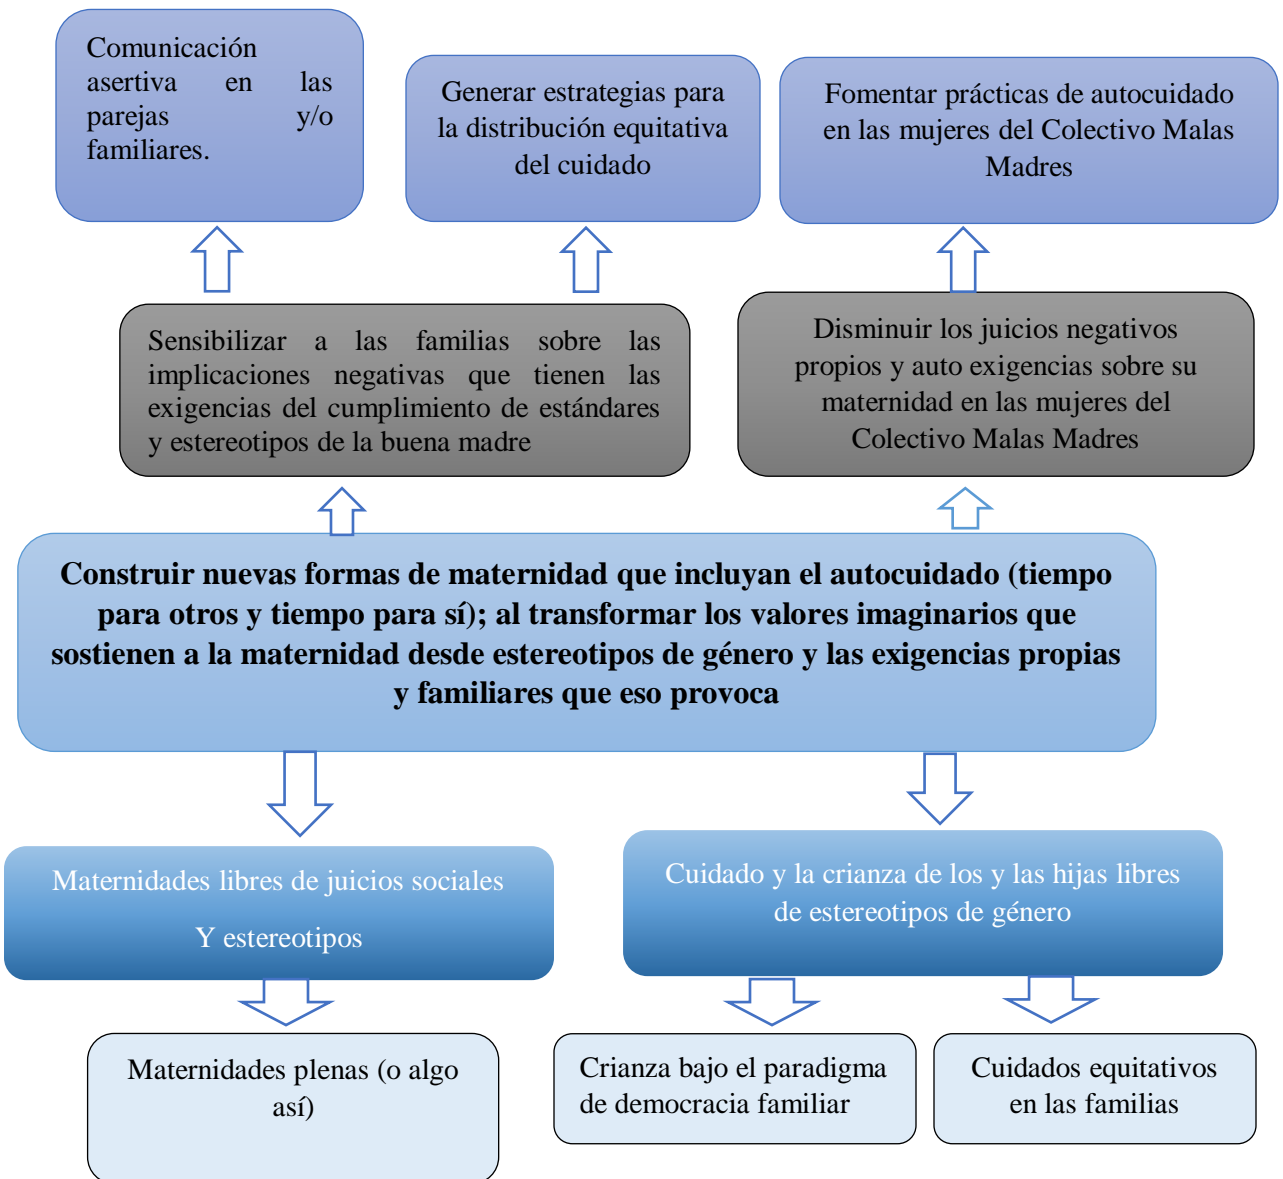 Comunicación
asertiva en las
parejas y/o
familiares.
Generar estrategias para
la distribución equitativa
del cuidado
Fomentar prácticas de autocuidado
en las mujeres del Colectivo Malas
Madres
Sensibilizar a las familias sobre las
implicaciones negativas que tienen las
exigencias del cumplimiento de estándares
y estereotipos de la buena madre
Disminuir los juicios negativos
propios y auto exigencias sobre su
maternidad en las mujeres del
Colectivo Malas Madres
Construir nuevas formas de maternidad que incluyan el autocuidado (tiempo
para otros y tiempo para sí); al transformar los valores imaginarios que
sostienen a la maternidad desde estereotipos de género y las exigencias propias
y familiares que eso provoca
Maternidades libres de juicios sociales
Y estereotipos
Cuidado y la crianza de los y las hijas libres
de estereotipos de género
Maternidades plenas (o algo
así)
Crianza bajo el paradigma
de democracia familiar
Cuidados equitativos
en las familias